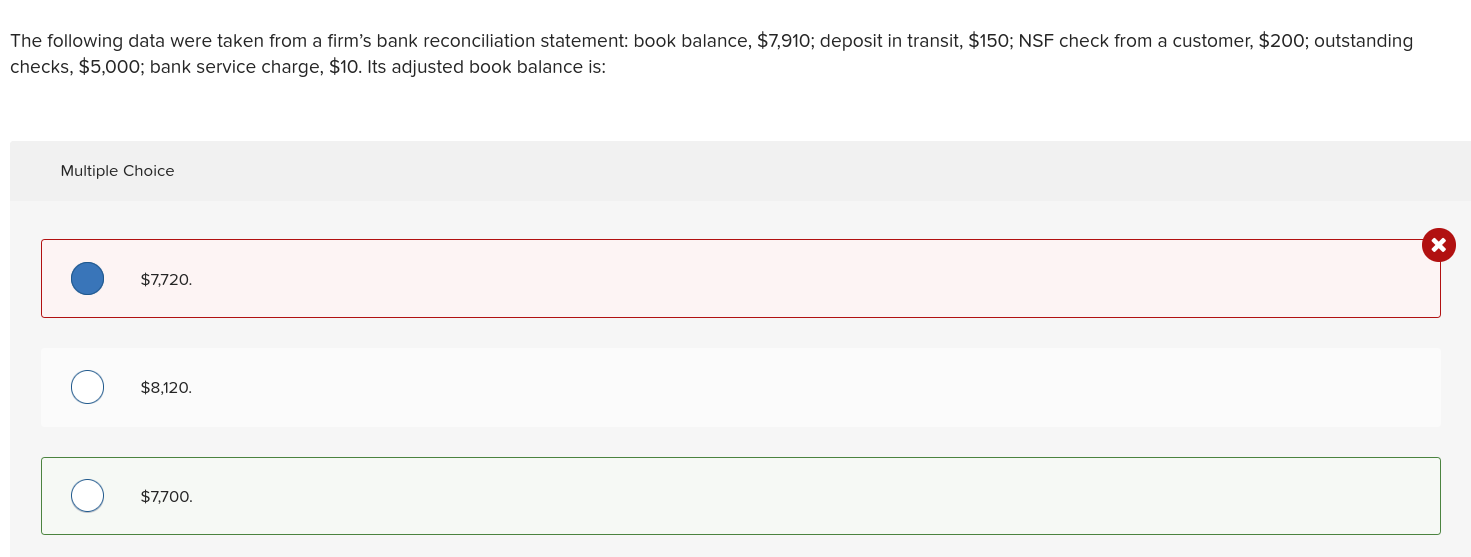 The following data were taken from a firm’s bank reconciliation statement: book balance, $7,910; deposit in transit, $150; NSF check from a customer, $200; outstanding
checks, $5,000; bank service charge, $10. Its adjusted book balance is:
Multiple Choice
$7,720.
$8,120.
$7,700.